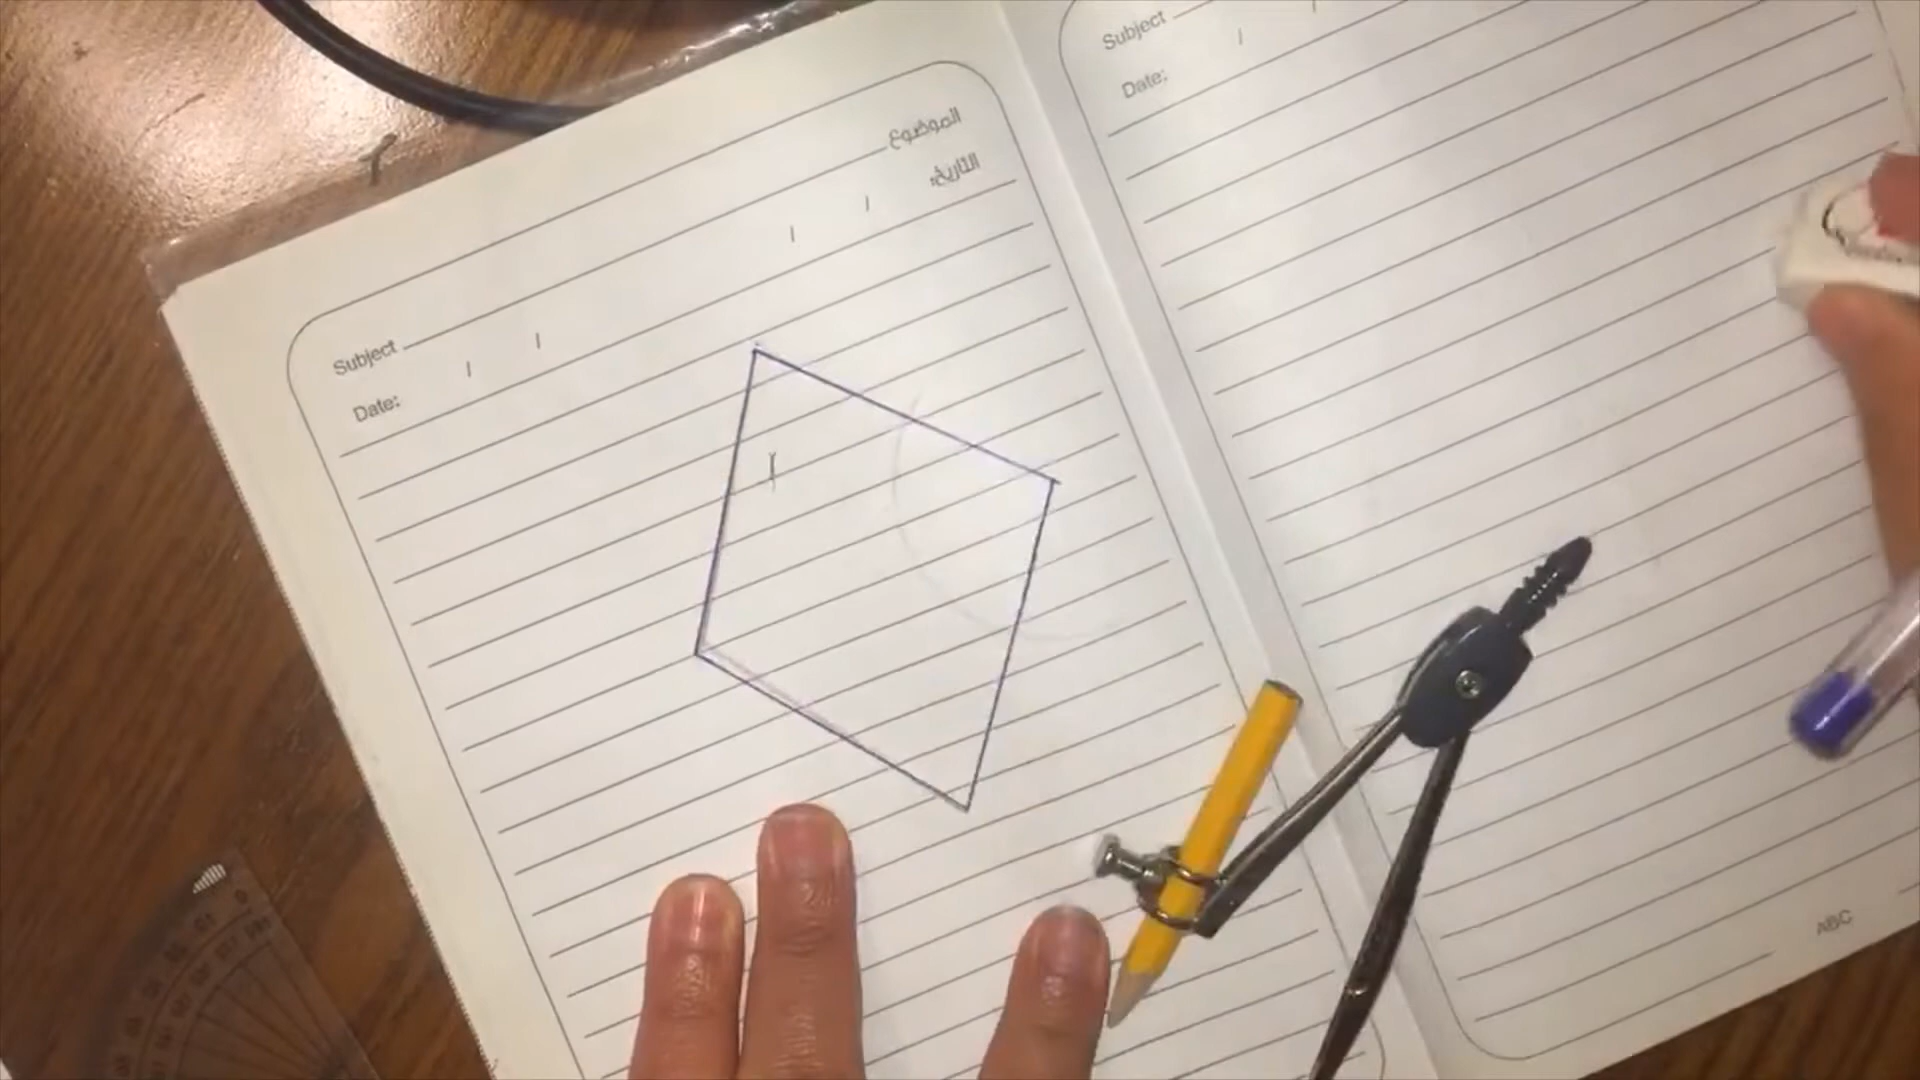 Subject
Date: / /
الموضوع
التاريخ: / /
Subject
Date: /
ABC